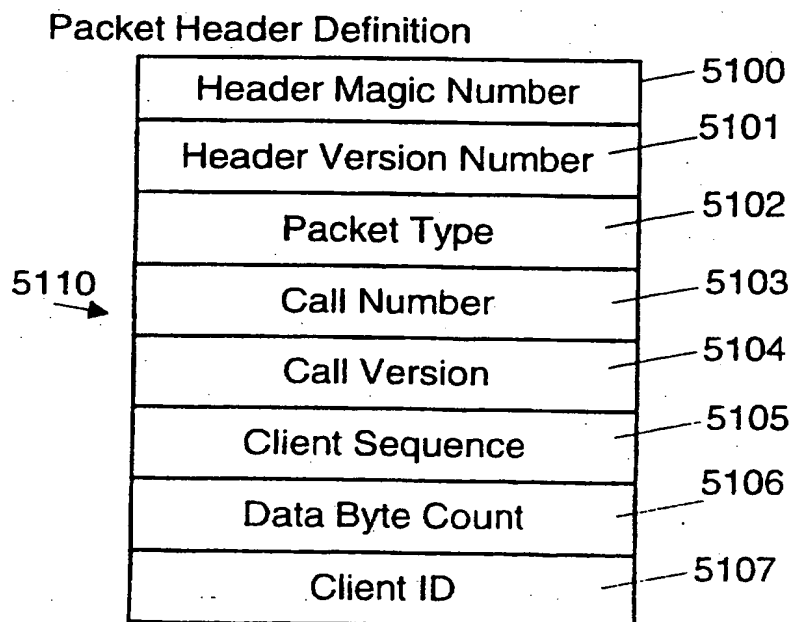 Packet Header Definition
Header Magic Number 5100
Header Version Number 5101
Packet Type 5102
5110 Call Number 5103
Call Version 5104
Client Sequence 5105
Data Byte Count 5106
Client ID 5107